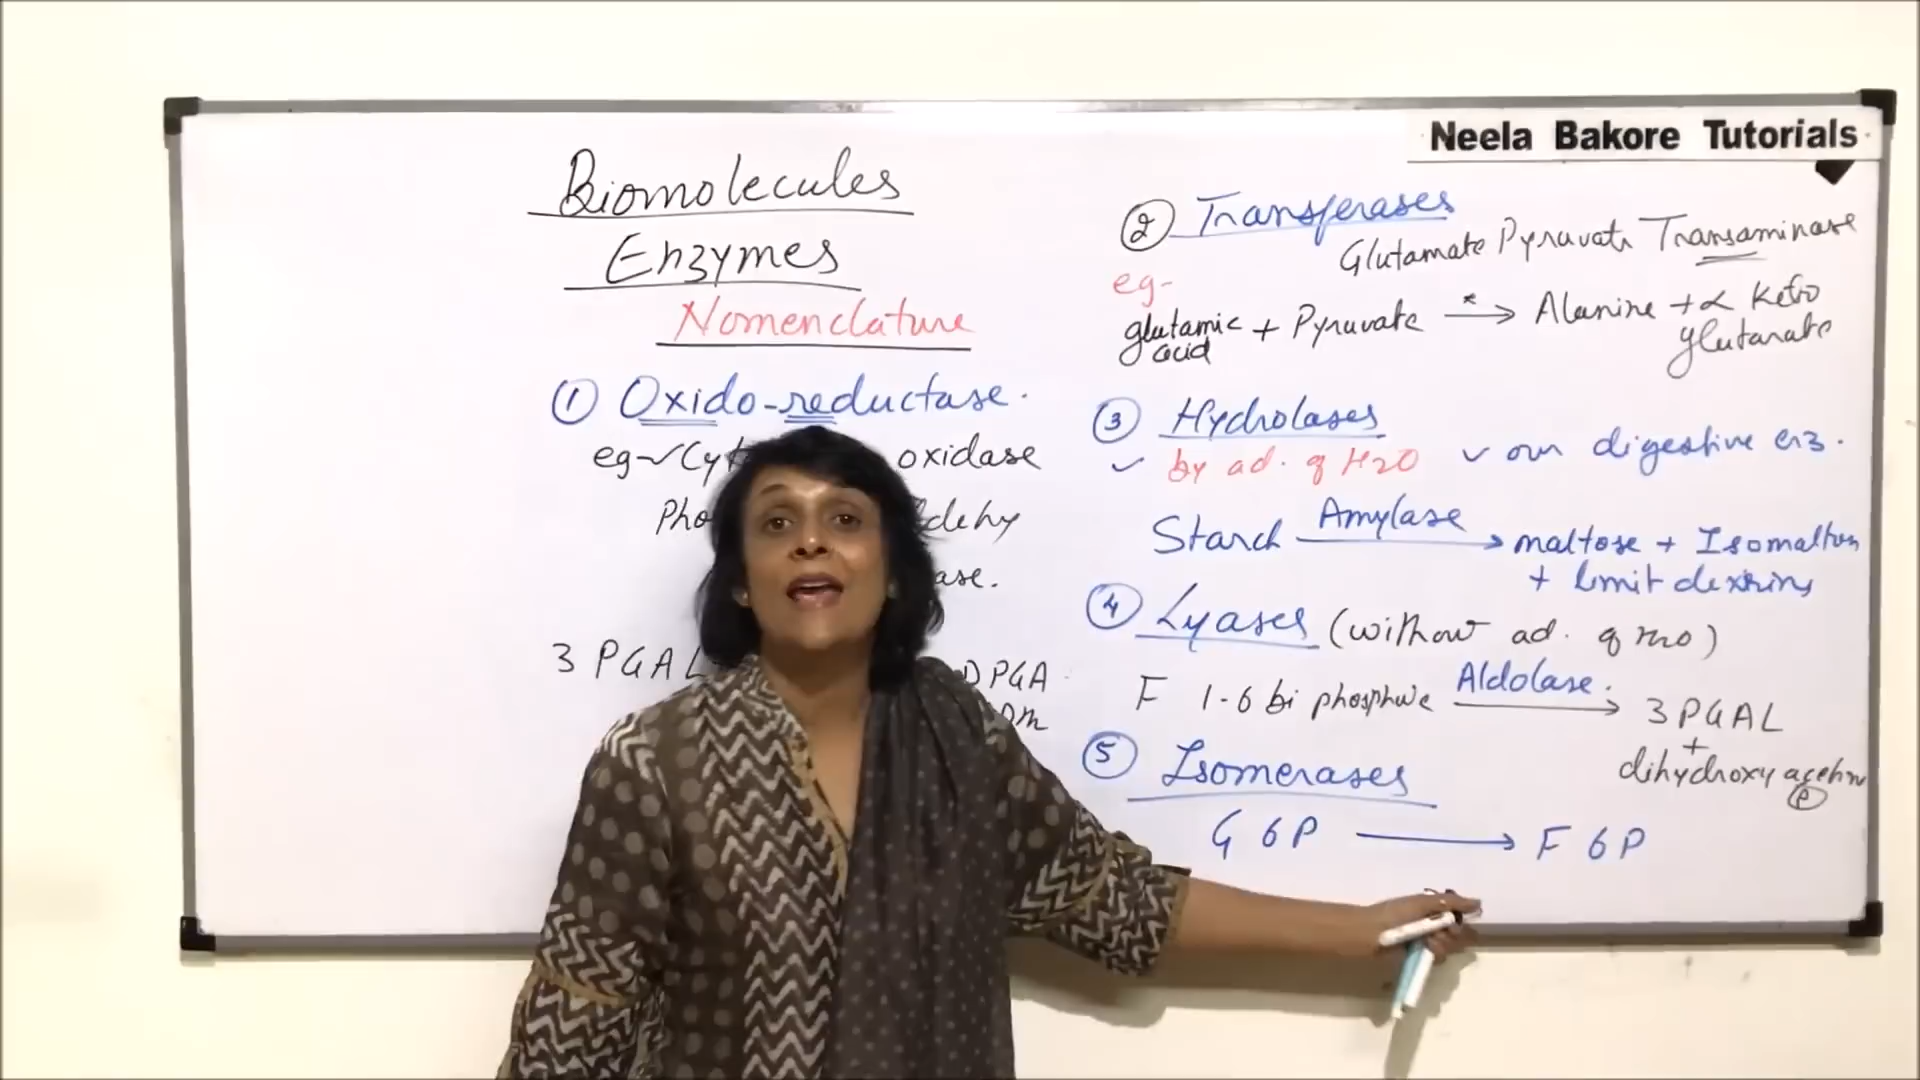 Neela Bakore Tutorials
Biomolecules
Enzymes
Nomenclature
① Oxido-reductase.
eg- ✓ Cyt oxidase
Pho dehy
ase.
3 PGAL DPGA
② Transferases
Glutamate Pyruvate Transaminase
eg-
glutamic acid + Pyruvate *→ Alanine + α Keto glutarate
③ Hydrolases
✓ by ad. of H2O ✓ our digestive enz.
Starch Amylase → maltose + Isomaltose
+ limit dextrins
④ Lyases (without ad. of H2O)
F 1-6 bi phosphate Aldolase. → 3 PGAL
+
dihydroxy acetone
P
⑤ Isomerases
G 6P → F 6P